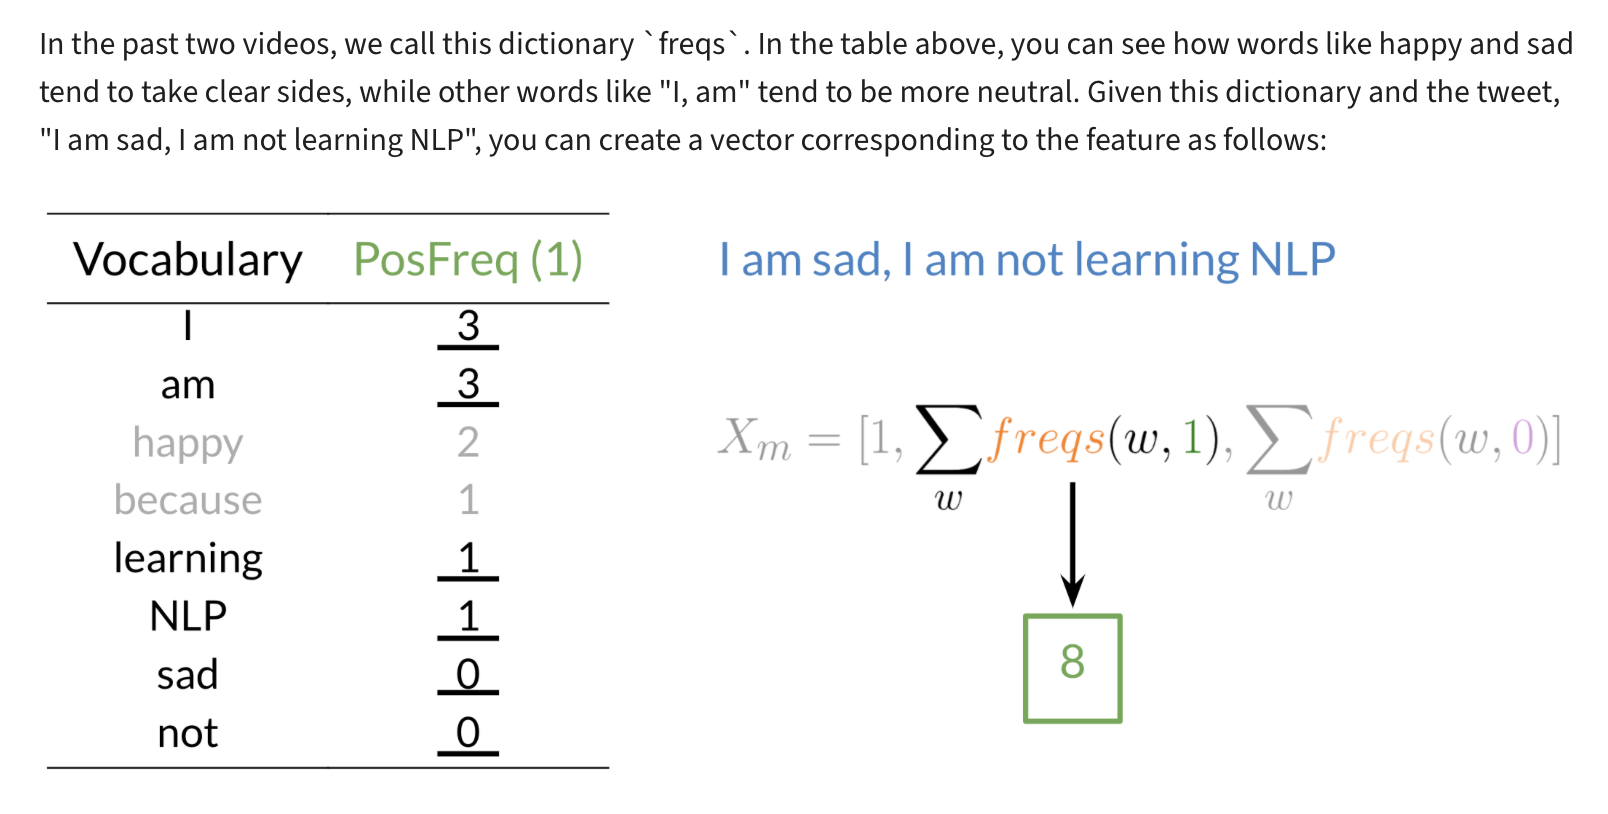 In the past two videos, we call this dictionary `freqs`. In the table above, you can see how words like happy and sad
tend to take clear sides, while other words like "I, am" tend to be more neutral. Given this dictionary and the tweet,
"I am sad, I am not learning NLP", you can create a vector corresponding to the feature as follows:
Vocabulary PosFreq (1)
I 3
am 3
happy 2
because 1
learning 1
NLP 1
sad 0
not 0
I am sad, I am not learning NLP
Xₘ = [1, ∑ freqs(w, 1), ∑ freqs(w, 0)]
w w
8